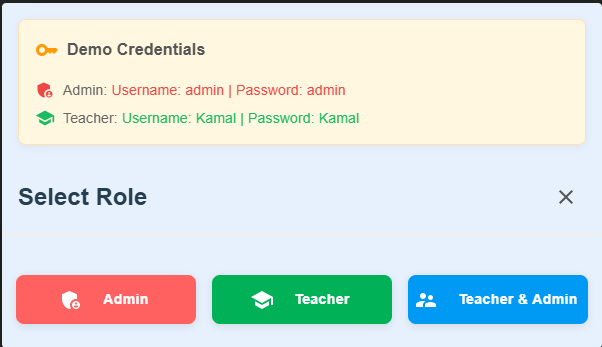 Demo Credentials
Admin: Username: admin | Password: admin
Teacher: Username: Kamal | Password: Kamal
Select Role
Admin
Teacher
Teacher & Admin